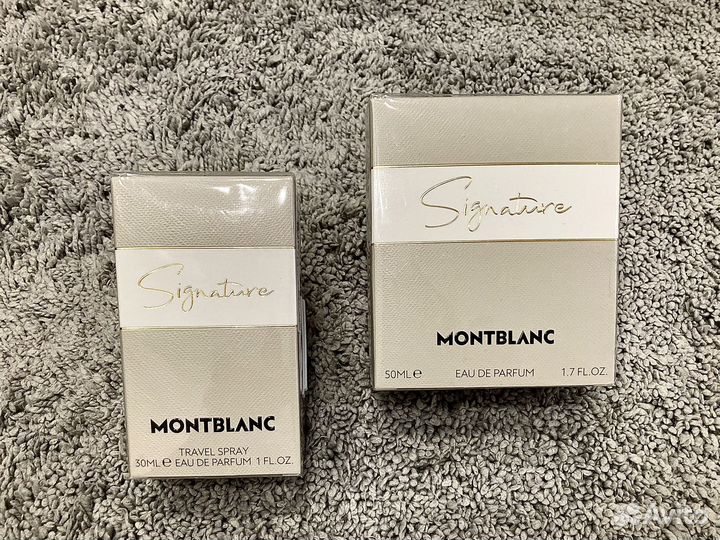 Signature
MONTBLANC
TRAVEL SPRAY
30ML e EAU DE PARFUM 1 FL.OZ.
Signature
MONTBLANC
50ML e EAU DE PARFUM 1.7 FL.OZ.
Avito